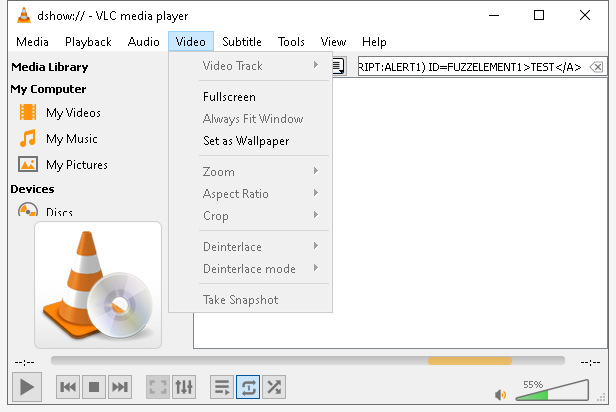 dshow:// - VLC media player
Media Playback Audio Video Subtitle Tools View Help
Media Library
RIPT:ALERT1) ID=FUZZELEMENT1>TEST</A>
My Computer
My Videos
My Music
My Pictures
Devices
Discs
Video Track
Fullscreen
Always Fit Window
Set as Wallpaper
Zoom
Aspect Ratio
Crop
Deinterlace
Deinterlace mode
Take Snapshot
--:-- --:--
55%